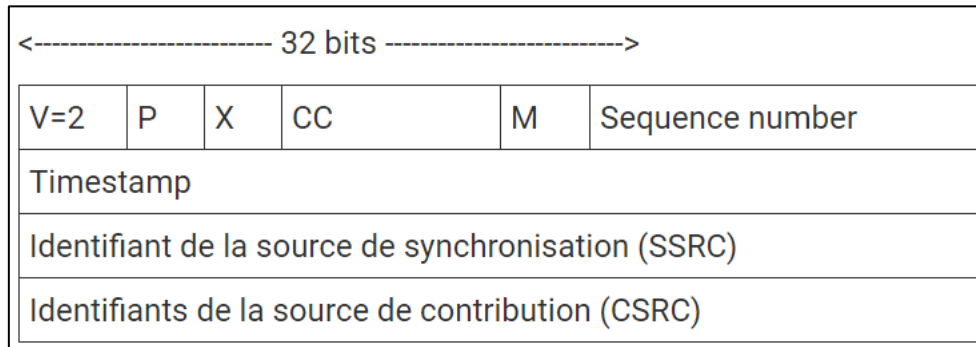 <--------------------------- 32 bits --------------------------->
V=2 P X CC M Sequence number
Timestamp
Identifiant de la source de synchronisation (SSRC)
Identifiants de la source de contribution (CSRC)